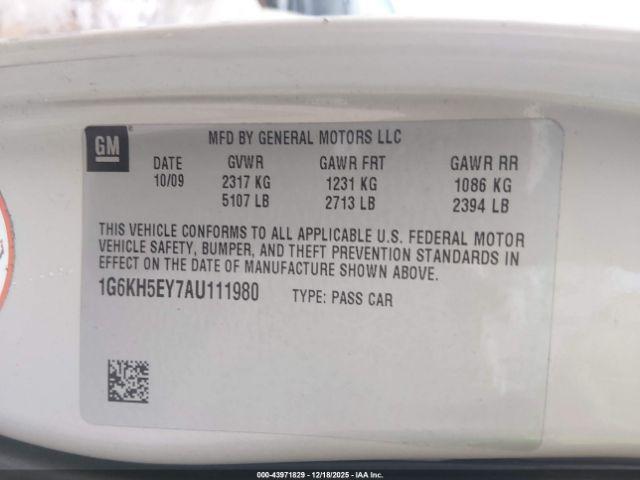 GM
MFD BY GENERAL MOTORS LLC
DATE GVWR GAWR FRT GAWR RR
10/09 2317 KG 1231 KG 1086 KG
5107 LB 2713 LB 2394 LB
THIS VEHICLE CONFORMS TO ALL APPLICABLE U.S. FEDERAL MOTOR
VEHICLE SAFETY, BUMPER, AND THEFT PREVENTION STANDARDS IN
EFFECT ON THE DATE OF MANUFACTURE SHOWN ABOVE.
1G6KH5EY7AU111980 TYPE: PASS CAR
00-43971829 - 12/18/2025 - IAA Inc.